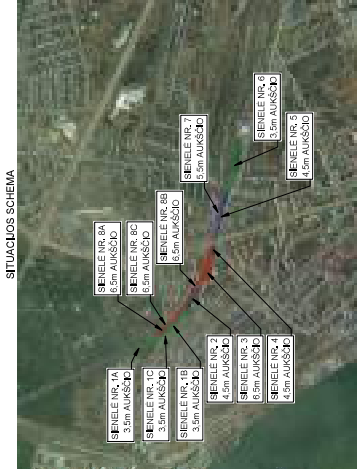 SITUACIJOS SCHEMA
SIENELĖ NR. 1A
3,5m AUKŠČIO
SIENELĖ NR. 1C
3,5m AUKŠČIO
SIENELĖ NR. 1B
3,5m AUKŠČIO
SIENELĖ NR. 2
4,5m AUKŠČIO
SIENELĖ NR. 3
6,5m AUKŠČIO
SIENELĖ NR. 4
4,5m AUKŠČIO
SIENELĖ NR. 8A
6,5m AUKŠČIO
SIENELĖ NR. 8C
6,5m AUKŠČIO
SIENELĖ NR. 8B
6,5m AUKŠČIO
SIENELĖ NR. 7
5,5m AUKŠČIO
SIENELĖ NR. 6
3,5m AUKŠČIO
SIENELĖ NR. 5
4,5m AUKŠČIO